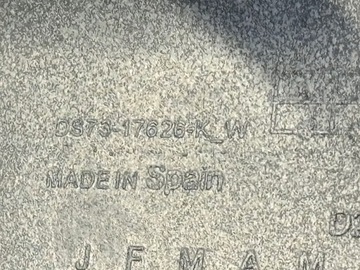 DS73-17626-K_W
MADE IN Spain
D
J F M A M